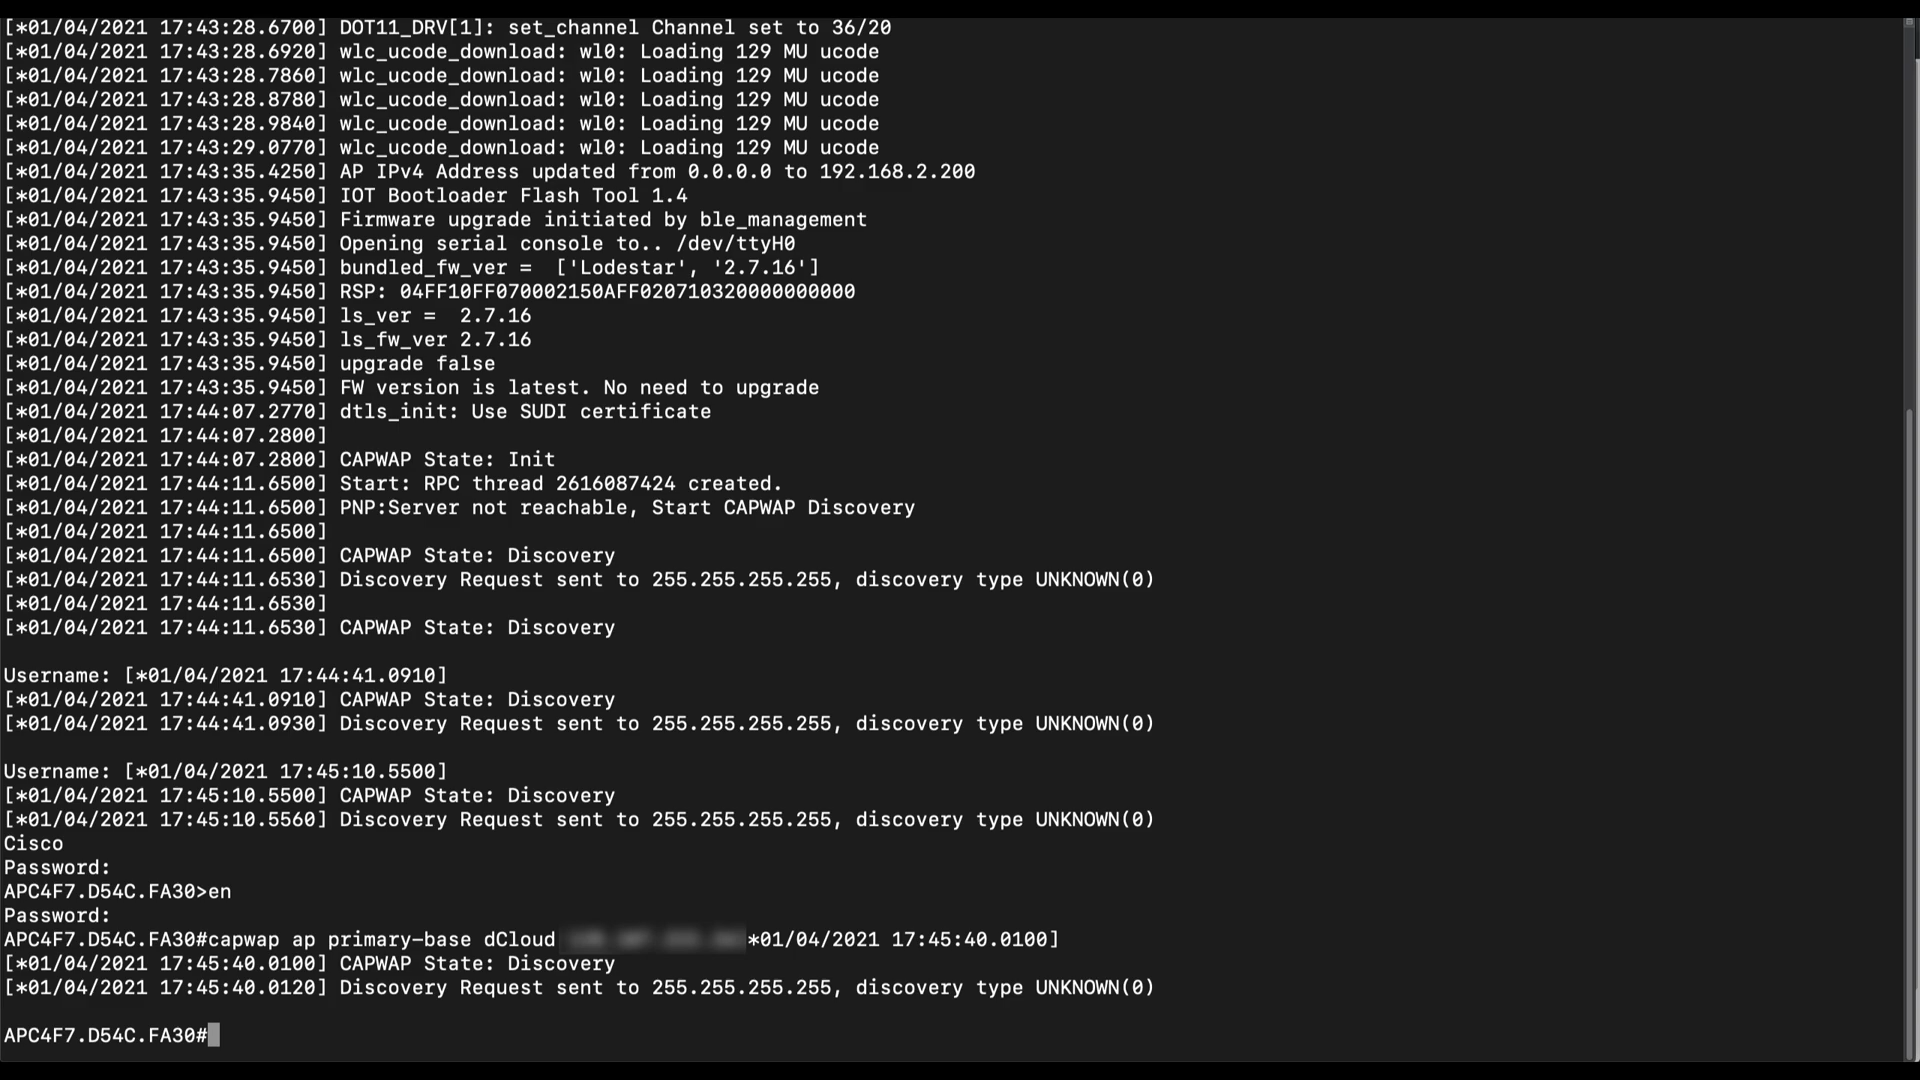 [*01/04/2021 17:43:28.6700] DOT11_DRV[1]: set_channel Channel set to 36/20
[*01/04/2021 17:43:28.6920] wlc_ucode_download: wl0: Loading 129 MU ucode
[*01/04/2021 17:43:28.7860] wlc_ucode_download: wl0: Loading 129 MU ucode
[*01/04/2021 17:43:28.8780] wlc_ucode_download: wl0: Loading 129 MU ucode
[*01/04/2021 17:43:28.9840] wlc_ucode_download: wl0: Loading 129 MU ucode
[*01/04/2021 17:43:29.0770] wlc_ucode_download: wl0: Loading 129 MU ucode
[*01/04/2021 17:43:35.4250] AP IPv4 Address updated from 0.0.0.0 to 192.168.2.200
[*01/04/2021 17:43:35.9450] IOT Bootloader Flash Tool 1.4
[*01/04/2021 17:43:35.9450] Firmware upgrade initiated by ble_management
[*01/04/2021 17:43:35.9450] Opening serial console to.. /dev/ttyH0
[*01/04/2021 17:43:35.9450] bundled_fw_ver =  ['Lodestar', '2.7.16']
[*01/04/2021 17:43:35.9450] RSP: 04FF10FF070002150AFF020710320000000000
[*01/04/2021 17:43:35.9450] ls_ver =  2.7.16
[*01/04/2021 17:43:35.9450] ls_fw_ver 2.7.16
[*01/04/2021 17:43:35.9450] upgrade false
[*01/04/2021 17:43:35.9450] FW version is latest. No need to upgrade
[*01/04/2021 17:44:07.2770] dtls_init: Use SUDI certificate
[*01/04/2021 17:44:07.2800]
[*01/04/2021 17:44:07.2800] CAPWAP State: Init
[*01/04/2021 17:44:11.6500] Start: RPC thread 2616087424 created.
[*01/04/2021 17:44:11.6500] PNP:Server not reachable, Start CAPWAP Discovery
[*01/04/2021 17:44:11.6500]
[*01/04/2021 17:44:11.6500] CAPWAP State: Discovery
[*01/04/2021 17:44:11.6530] Discovery Request sent to 255.255.255.255, discovery type UNKNOWN(0)
[*01/04/2021 17:44:11.6530]
[*01/04/2021 17:44:11.6530] CAPWAP State: Discovery
Username: [*01/04/2021 17:44:41.0910]
[*01/04/2021 17:44:41.0910] CAPWAP State: Discovery
[*01/04/2021 17:44:41.0930] Discovery Request sent to 255.255.255.255, discovery type UNKNOWN(0)
Username: [*01/04/2021 17:45:10.5500]
[*01/04/2021 17:45:10.5500] CAPWAP State: Discovery
[*01/04/2021 17:45:10.5560] Discovery Request sent to 255.255.255.255, discovery type UNKNOWN(0)
Cisco
Password:
APC4F7.D54C.FA30>en
Password:
APC4F7.D54C.FA30#capwap ap primary-base dCloud *01/04/2021 17:45:40.0100]
[*01/04/2021 17:45:40.0100] CAPWAP State: Discovery
[*01/04/2021 17:45:40.0120] Discovery Request sent to 255.255.255.255, discovery type UNKNOWN(0)
APC4F7.D54C.FA30#